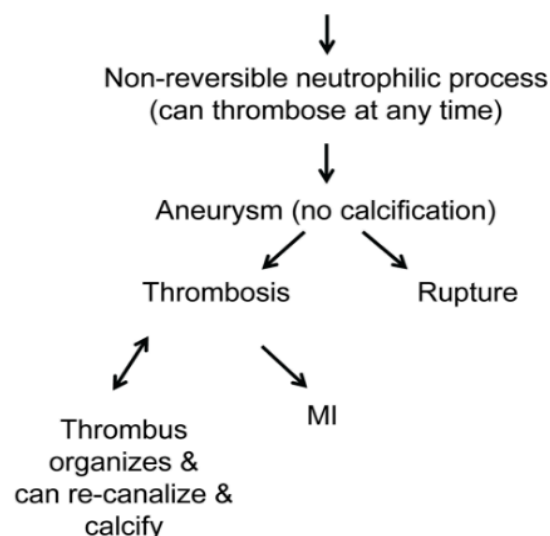 Non-reversible neutrophilic process
(can thrombose at any time)
Aneurysm (no calcification)
Thrombosis
Rupture
MI
Thrombus
organizes &
can re-canalize &
calcify